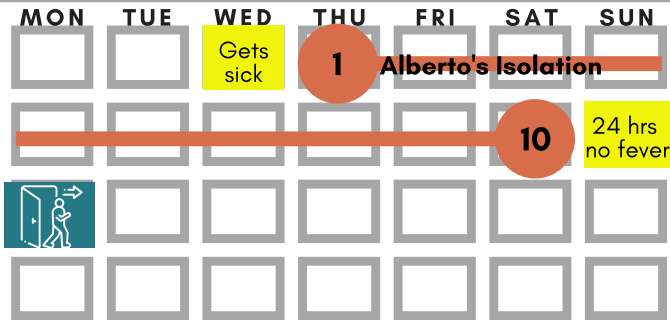 MON TUE WED THU FRI SAT SUN
Gets
sick
1
Alberto's Isolation
10
24 hrs
no fever